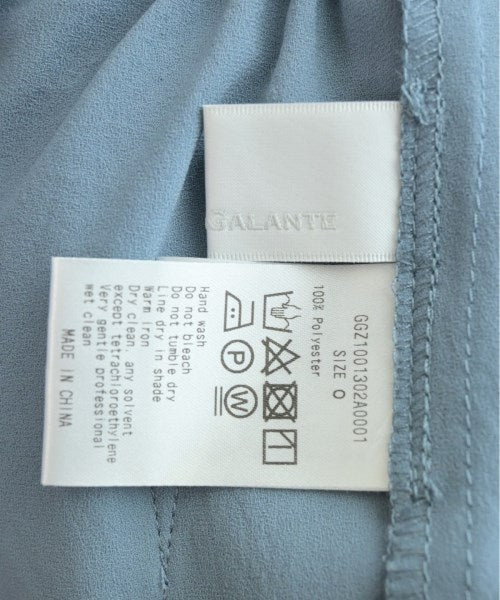 GALANTE
GGZ1001302A0001
SIZE O
100% Polyester
P
W
Hand wash
Do not bleach
Do not tumble dry
Line dry in shade
Warm iron
Dry clean, any solvent
except tetrachloroethylene
Very gentle professional
wet clean
MADE IN CHINA